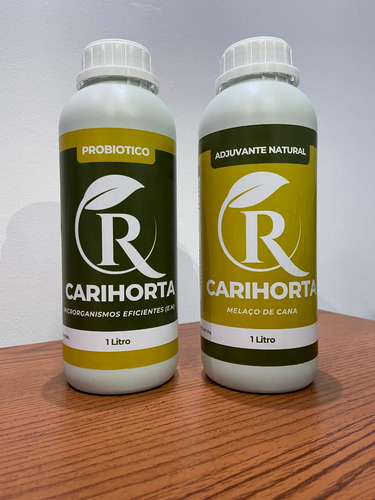 PROBIOTICO
R
CARIHORTA
MICRORGANISMOS EFICIENTES (E.M)
1 Litro
ADJUVANTE NATURAL
R
CARIHORTA
MELAÇO DE CANA
1 Litro